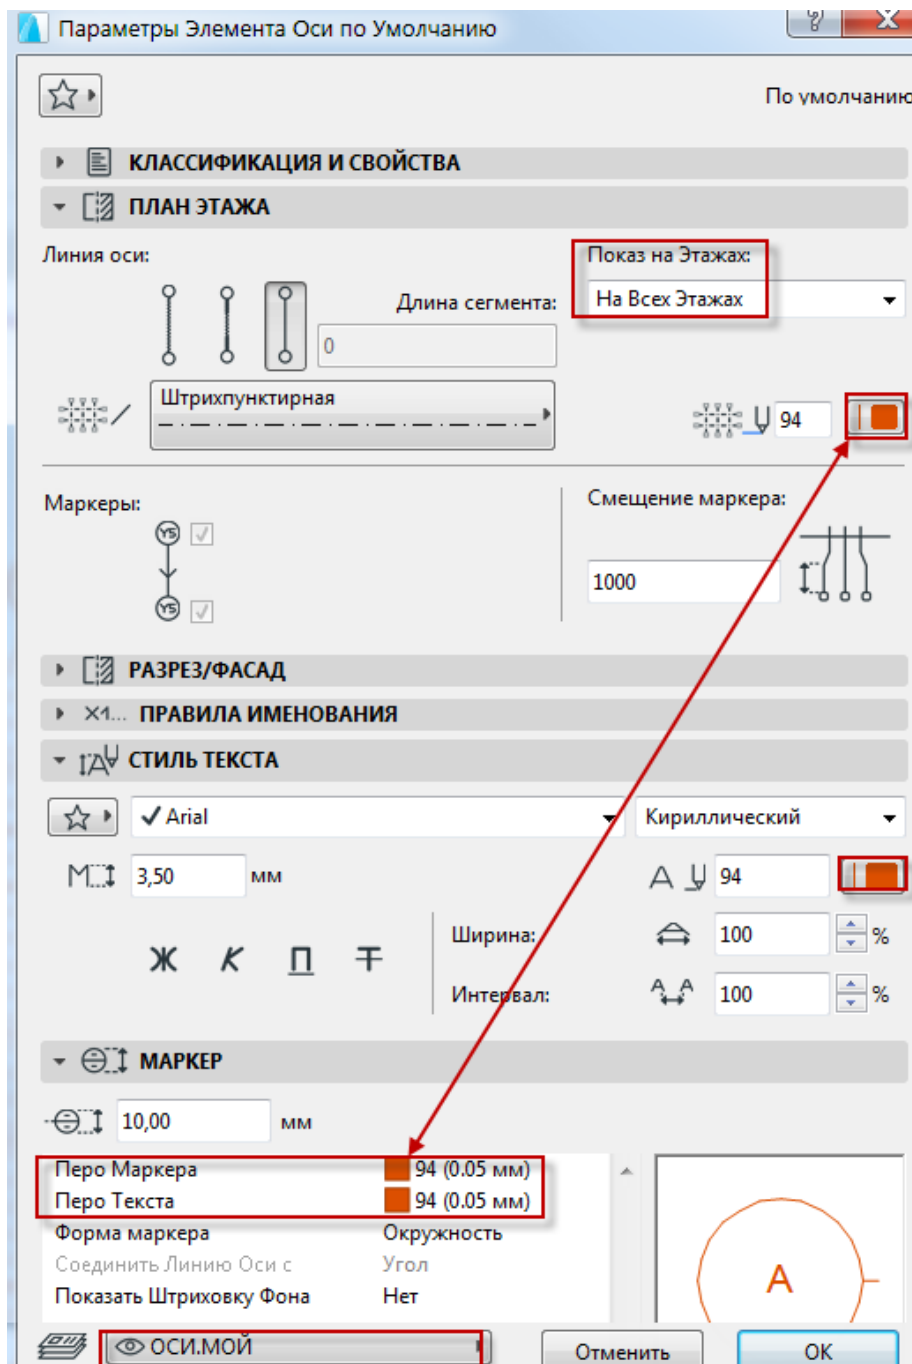 Параметры Элемента Оси по Умолчанию
По умолчанию
КЛАССИФИКАЦИЯ И СВОЙСТВА
ПЛАН ЭТАЖА
Линия оси:
Показ на Этажах:
Длина сегмента:
На Всех Этажах
0
Штрихпунктирная
94
Маркеры:
Смещение маркера:
1000
РАЗРЕЗ/ФАСАД
X1... ПРАВИЛА ИМЕНОВАНИЯ
СТИЛЬ ТЕКСТА
Arial
Кириллический
3,50 мм
94
Ж К П Т
Ширина: 100 %
Интервал: 100 %
МАРКЕР
10,00 мм
Перо Маркера 94 (0.05 мм)
Перо Текста 94 (0.05 мм)
Форма маркера Окружность
Соединить Линию Оси с Угол
Показать Штриховку Фона Нет
A
ОСИ.МОЙ
Отменить
ОК